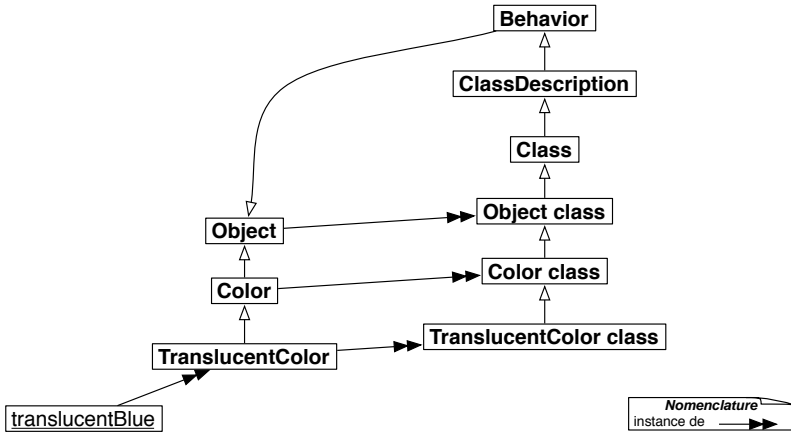 Behavior
ClassDescription
Class
Object
Object class
Color
Color class
TranslucentColor
TranslucentColor class
translucentBlue
Nomenclature
instance de